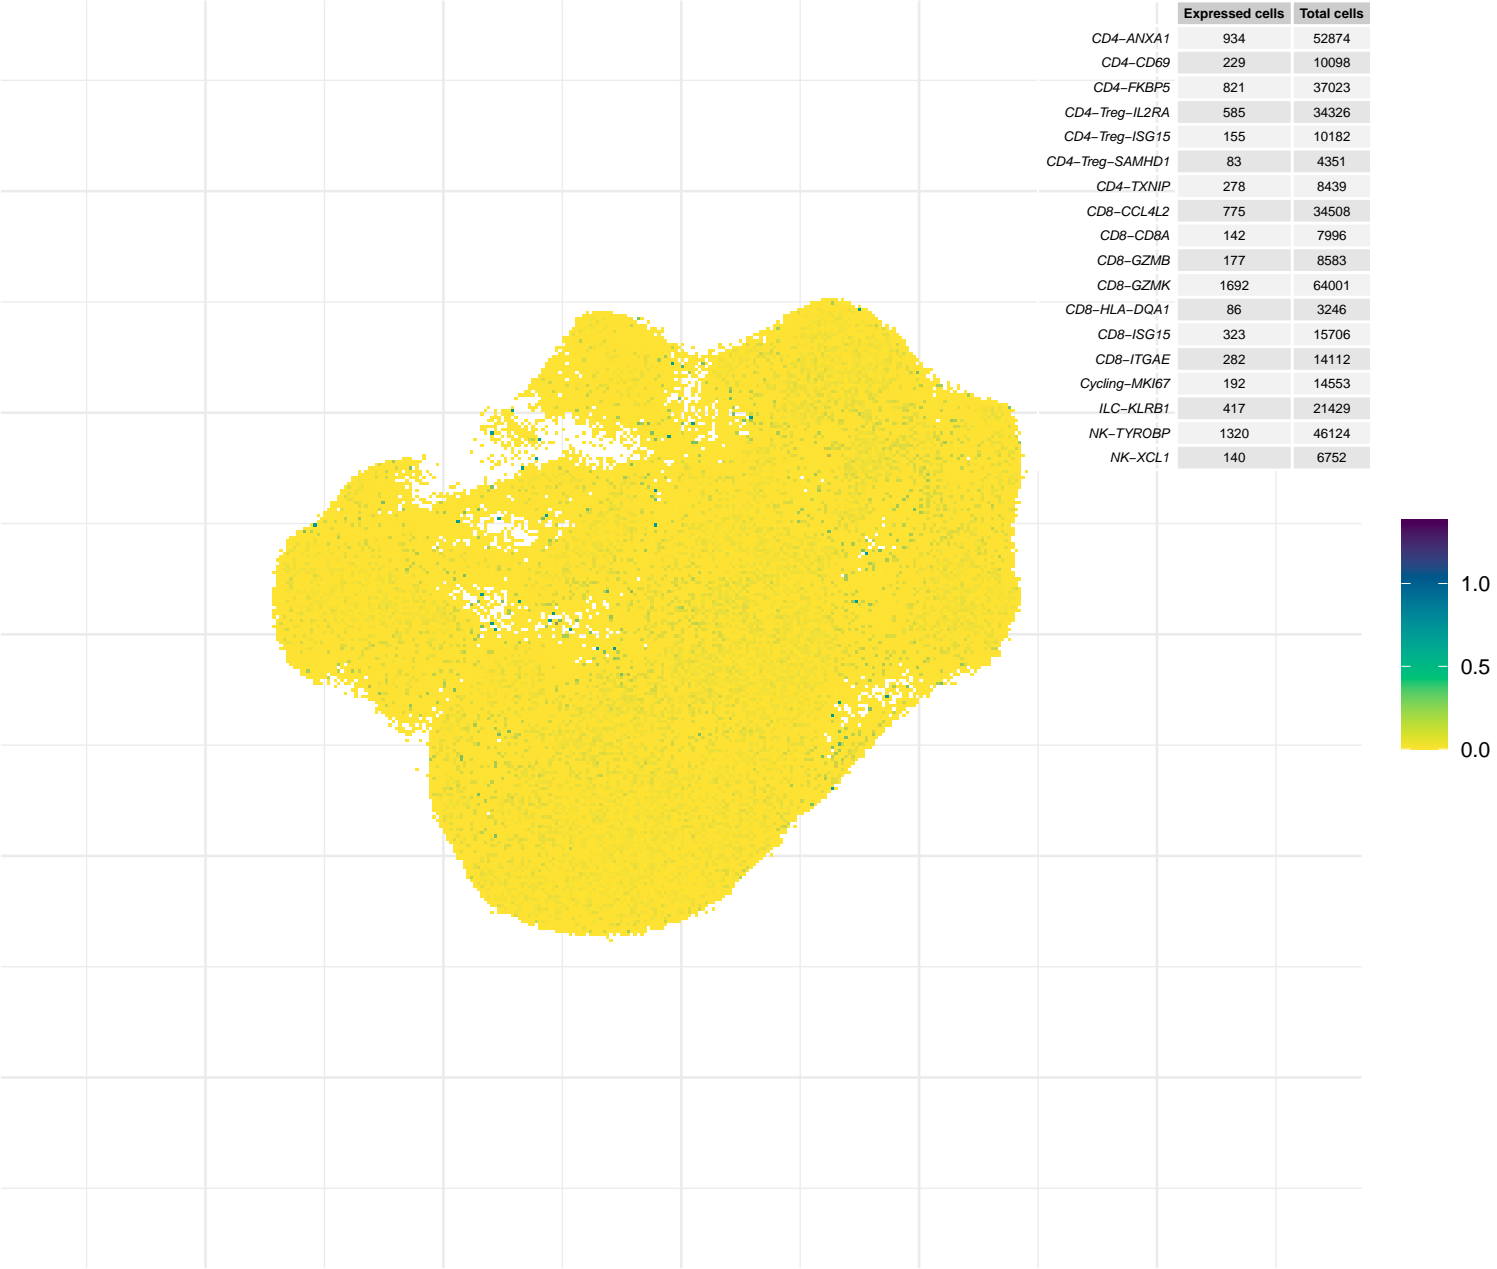 Expressed cells Total cells
CD4−ANXA1 934 52874
CD4−CD69 229 10098
CD4−FKBP5 821 37023
CD4−Treg−IL2RA 585 34326
CD4−Treg−ISG15 155 10182
CD4−Treg−SAMHD1 83 4351
CD4−TXNIP 278 8439
CD8−CCL4L2 775 34508
CD8−CD8A 142 7996
CD8−GZMB 177 8583
CD8−GZMK 1692 64001
CD8−HLA−DQA1 86 3246
CD8−ISG15 323 15706
CD8−ITGAE 282 14112
Cycling−MKI67 192 14553
ILC−KLRB1 417 21429
NK−TYROBP 1320 46124
NK−XCL1 140 6752
1.0
0.5
0.0